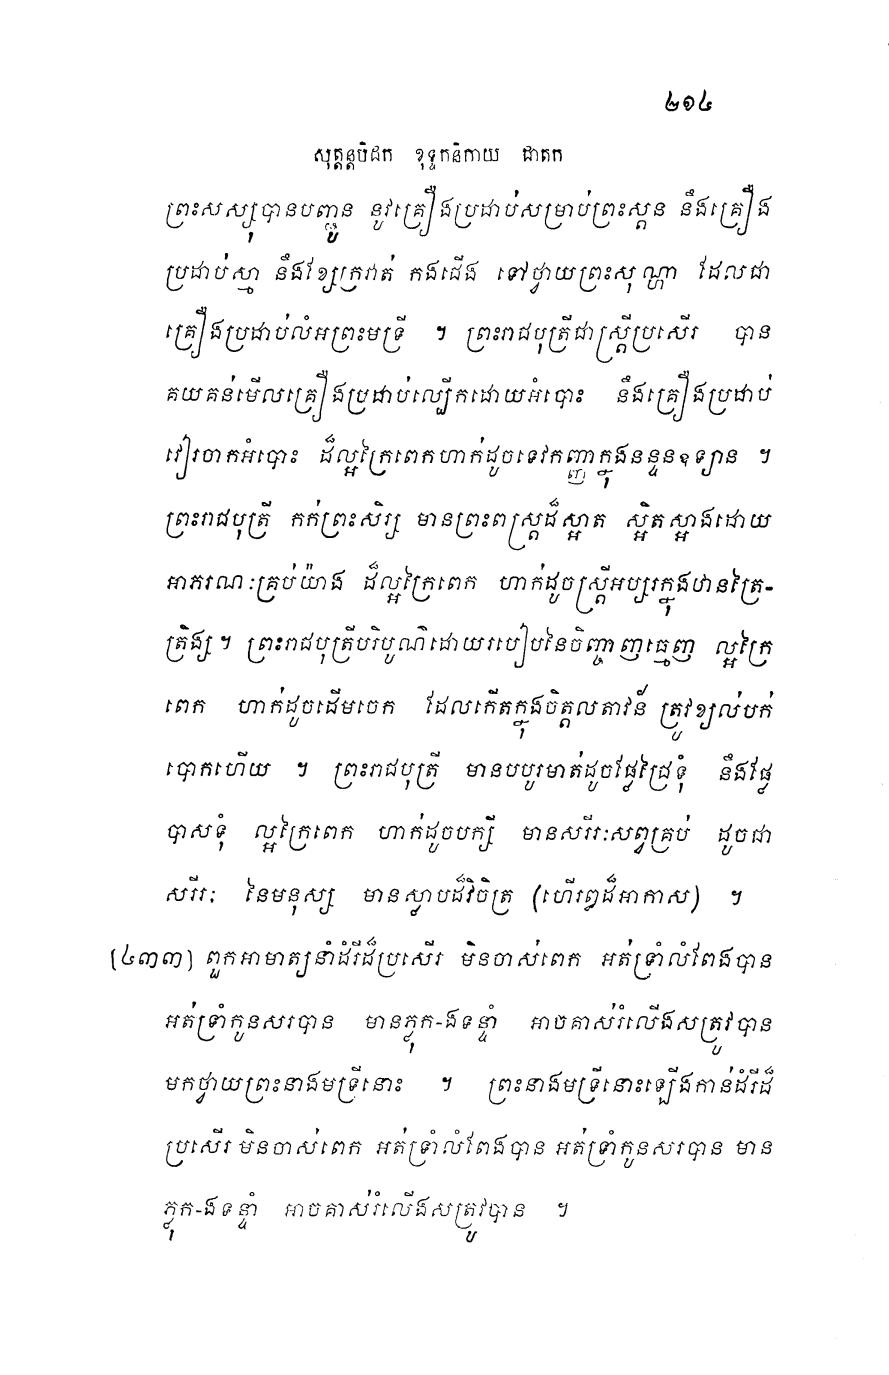 ២១៤
សុត្តន្តបិដក ខុទ្ទកនិកាយ ជាតក
ព្រះសស្សុបានបញ្ជូន នូវគ្រឿងប្រដាប់សម្រាប់ព្រះស្តន នឹងគ្រឿង
ប្រដាប់ស្មា នឹងខ្សែក្រវាត់ កងជើង ទៅថ្វាយព្រះសុណ្ហា ដែលជា
គ្រឿងប្រដាប់លំអព្រះមទ្រី ។ ព្រះរាជបុត្រីជាស្ត្រីប្រសើរ បាន
គយគន់មើលគ្រឿងប្រដាប់ល្បើកដោយអំបោះ នឹងគ្រឿងប្រដាប់
វៀរចាកអំបោះ ដ៏ល្អក្រៃពេកហាក់ដូចទេវកញ្ញាក្នុងនន្ទនឧទ្យាន ។
ព្រះរាជបុត្រី កក់ព្រះសិរ្ស មានព្រះពស្ត្រដ៏ស្អាត ស្អិតស្អាងដោយ
អាភរណៈគ្រប់យ៉ាង ដ៏ល្អក្រៃពេក ហាក់ដូចស្ត្រីអប្សរក្នុងឋានត្រៃ-
ត្រិង្ស ។ ព្រះរាជបុត្រីបរិបូណ៌ដោយរបៀបនៃចិញ្ចាញធ្មេញ ល្អក្រៃ
ពេក ហាក់ដូចដើមចេក ដែលកើតក្នុងចិត្តលតាវន៍ ត្រូវខ្យល់បក់
បោកហើយ ។ ព្រះរាជបុត្រី មានបបូរមាត់ដូចផ្លែជ្រៃទុំ នឹងផ្លែ
បាសទុំ ល្អក្រៃពេក ហាក់ដូចបក្សី មានសរីរៈសព្វគ្រប់ ដូចជា
សរីរៈ នៃមនុស្ស មានស្លាបដ៏វិចិត្រ (ហើរឰដ៏អាកាស) ។
[៤៣៣] ពួកអាមាត្យនាំដំរីដ៏ប្រសើរ មិនចាស់ពេក អត់ទ្រាំលំពែងបាន
អត់ទ្រាំកូនសរបាន មានភ្លុក-ងទន្ទាំ អាចគាស់រំលើងសត្រូវបាន
មកថ្វាយព្រះនាងមទ្រីនោះ ។ ព្រះនាងមទ្រីនោះឡើងកាន់ដំរីដ៏
ប្រសើរ មិនចាស់ពេក អត់ទ្រាំលំពែងបាន អត់ទ្រាំកូនសរបាន មាន
ភ្លុក-ងទន្ទាំ អាចគាស់រំលើងសត្រូវបាន ។